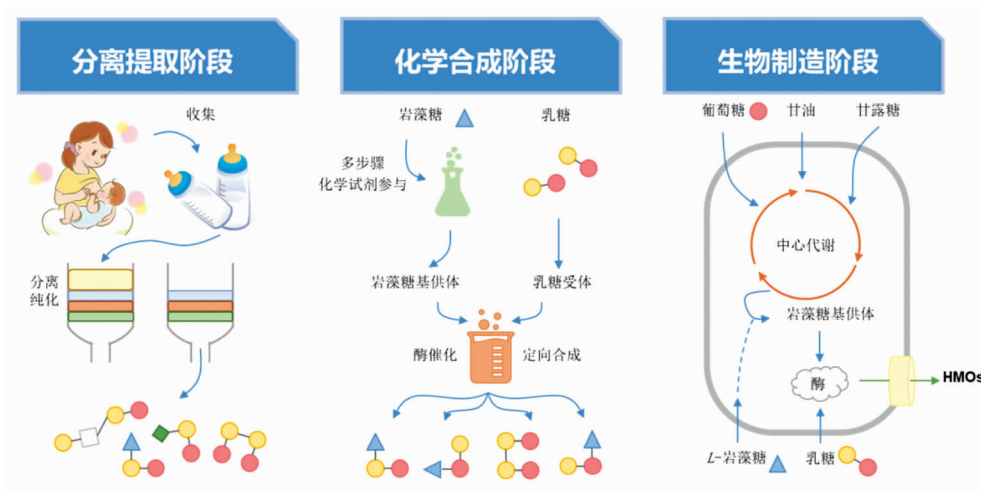 分离提取阶段
收集
分离
纯化
化学合成阶段
岩藻糖
乳糖
多步骤
化学试剂参与
岩藻糖基供体
乳糖受体
酶催化
定向合成
生物制造阶段
葡萄糖
甘油
甘露糖
中心代谢
岩藻糖基供体
酶
HMOs
L-岩藻糖
乳糖